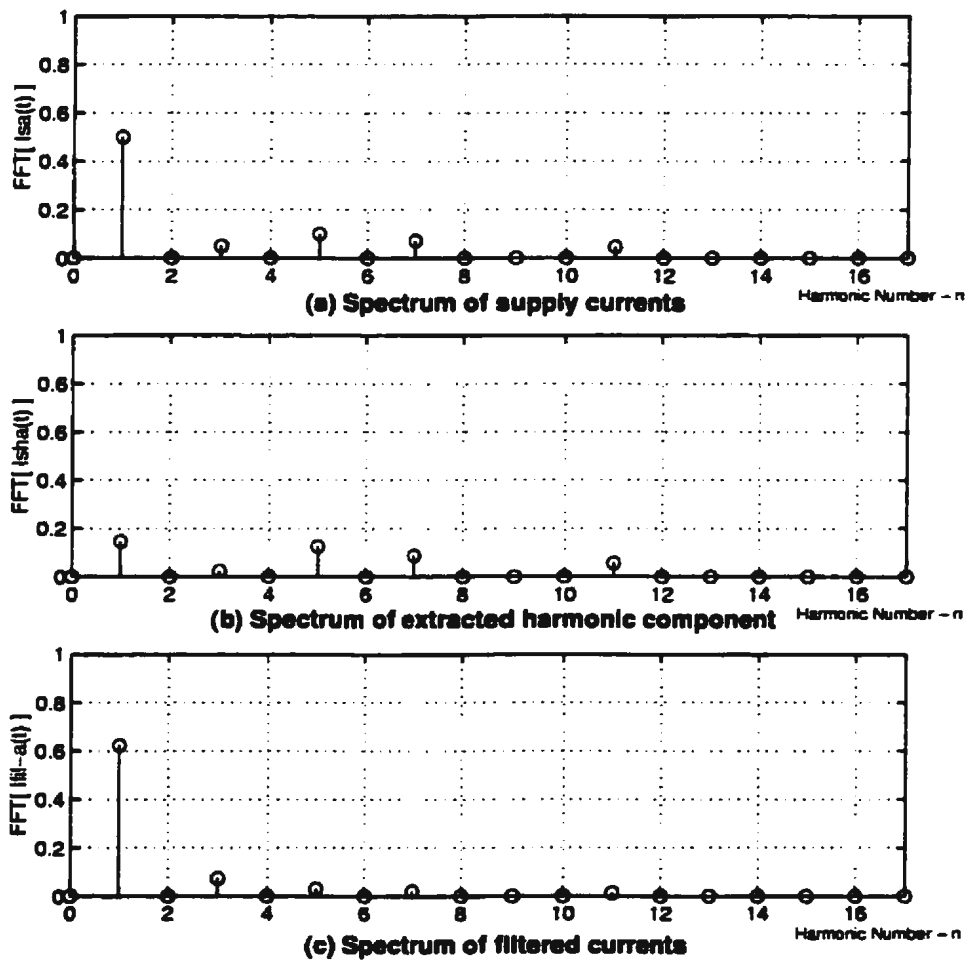 1
0.8
0.6
0.4
0.2
0
FFT[ Isa(t) ]
0 2 4 6 8 10 12 14 16
Harmonic Number – n
(a) Spectrum of supply currents
1
0.8
0.6
0.4
0.2
0
FFT[ Isha(t) ]
0 2 4 6 8 10 12 14 16
Harmonic Number – n
(b) Spectrum of extracted harmonic component
1
0.8
0.6
0.4
0.2
0
FFT[ Ifil–a(t) ]
0 2 4 6 8 10 12 14 16
Harmonic Number – n
(c) Spectrum of filtered currents